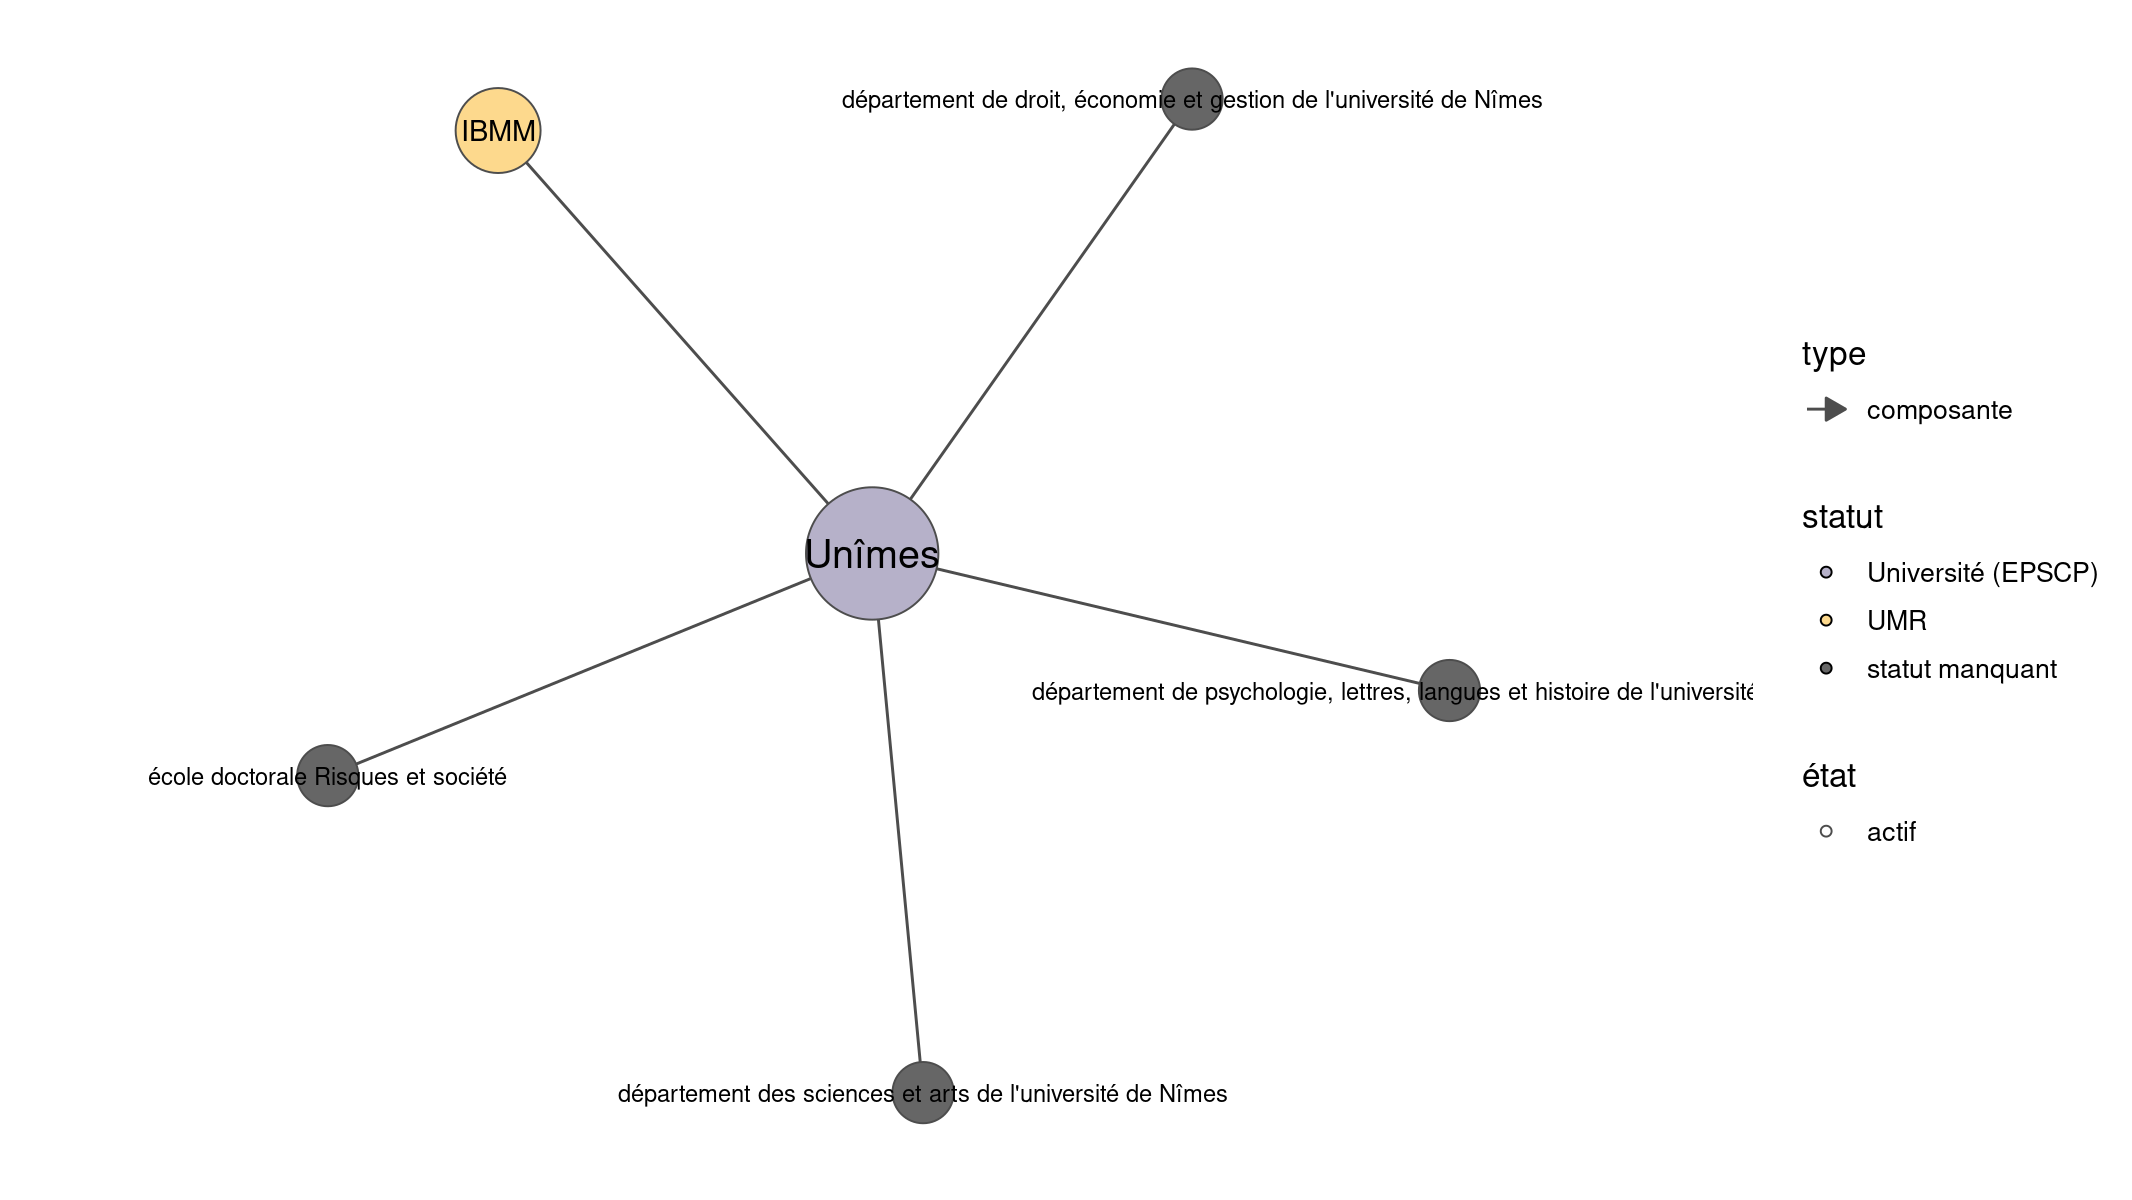 département de droit, économie et gestion de l'université de Nîmes
IBMM
Unîmes
département de psychologie, lettres, langues et histoire de l'université
école doctorale Risques et société
département des sciences et arts de l'université de Nîmes
type
composante
statut
Université (EPSCP)
UMR
statut manquant
état
actif